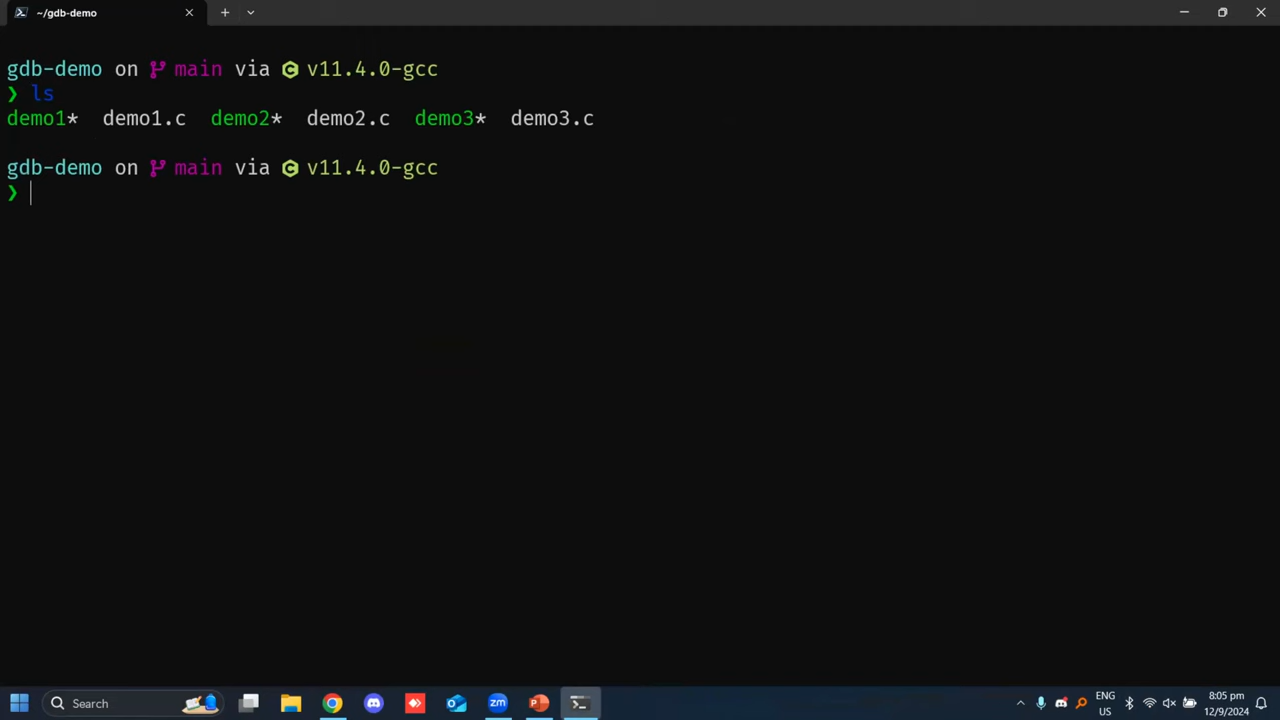 ~/gdb-demo
gdb-demo on main via v11.4.0-gcc
❯ ls
demo1* demo1.c demo2* demo2.c demo3* demo3.c
gdb-demo on main via v11.4.0-gcc
❯
Search
zm
ENG
US
8:05 pm
12/9/2024